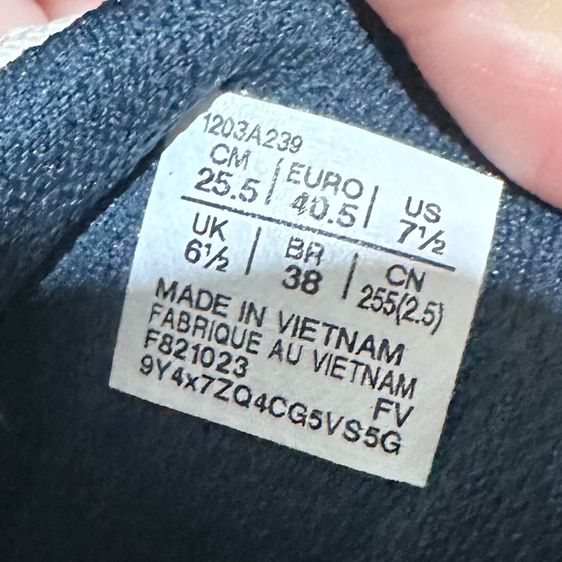 1203A239
CM | EURO | US
25.5 | 40.5 | 7½
UK | BR | CN
6½ | 38 | 255(2.5)
MADE IN VIETNAM
FABRIQUE AU VIETNAM
F821023 FV
9Y4x7ZQ4CG5VS5G